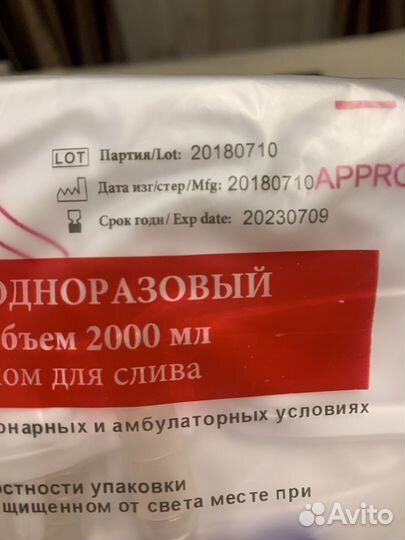 LOT Партия/Lot: 20180710
Дата изг/стер/Mfg: 20180710 APPRO
Срок годн/ Exp date: 20230709
ОДНОРАЗОВЫЙ
бъем 2000 мл
ом для слива
онарных и амбулаторных условиях
остности упаковки
ащищенном от света месте при
Avito